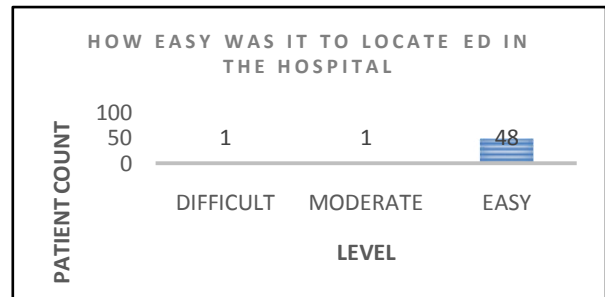 HOW EASY WAS IT TO LOCATE ED IN
THE HOSPITAL
PATIENT COUNT
100
50
0
1
1
48
DIFFICULT
MODERATE
EASY
LEVEL